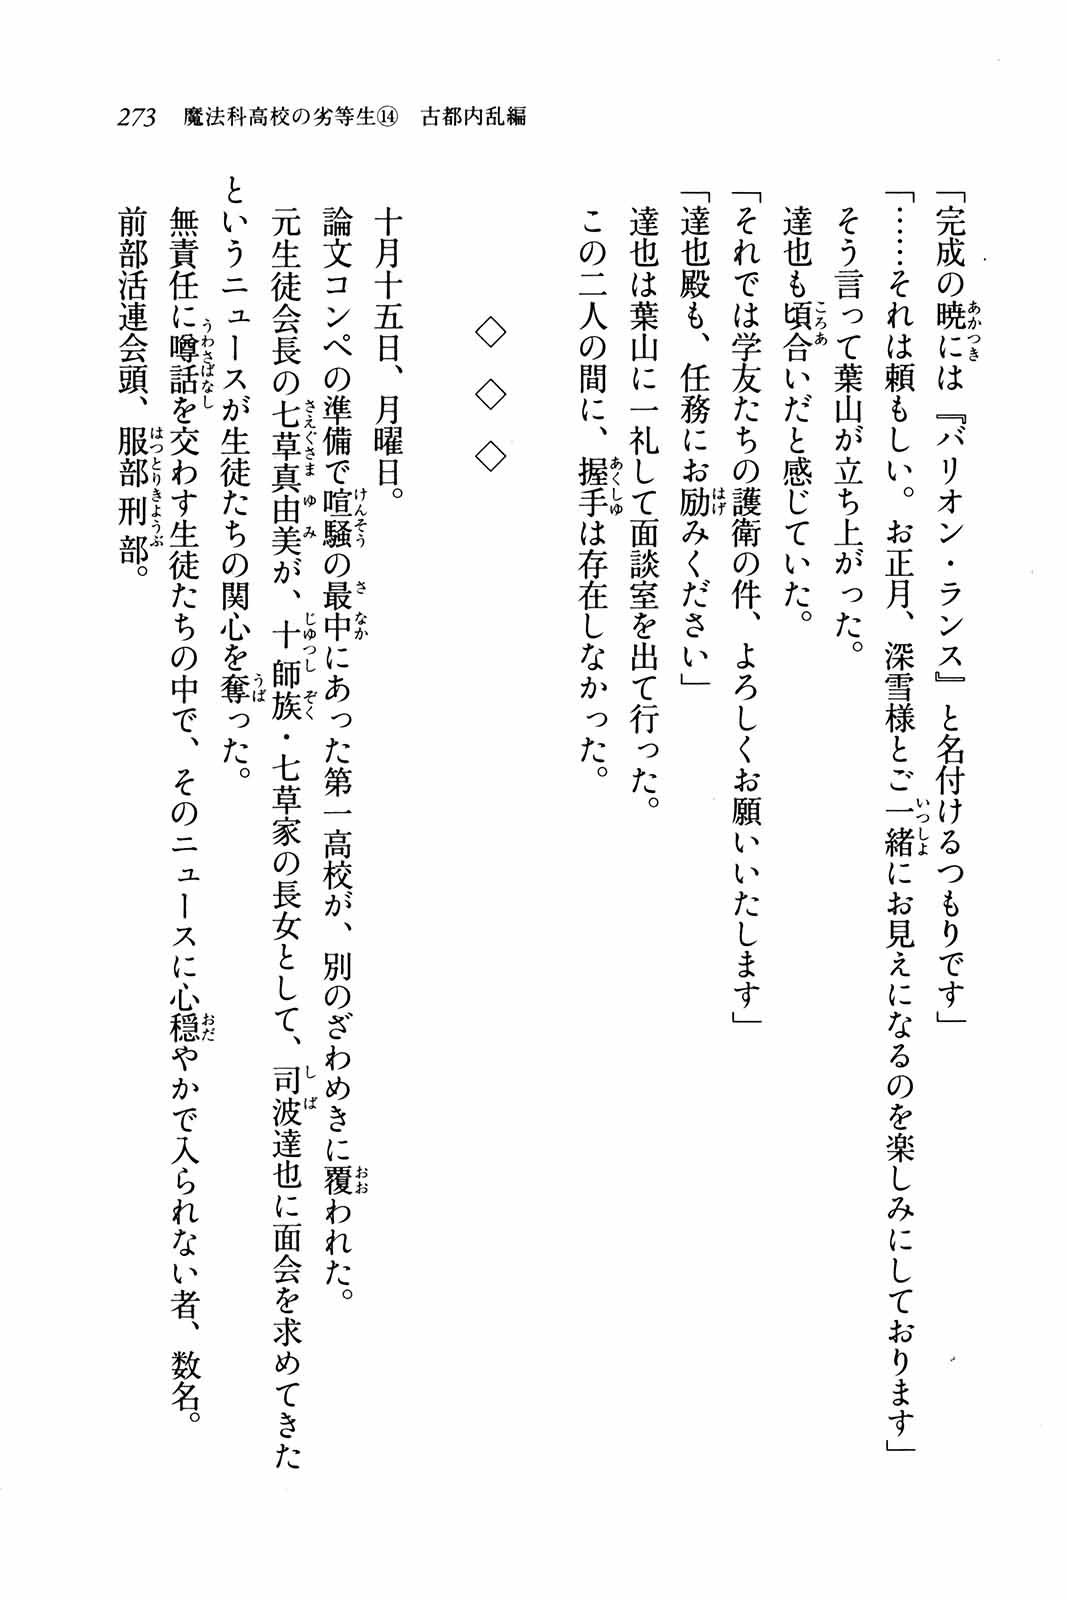 273 魔法科高校の劣等生⑭ 古都内乱編
「完成の暁には『バリオン・ランス』と名付けるつもりです」
「……それは頼もしい。お正月、深雪様とご一緒にお見えになるのを楽しみにしております」
そう言って葉山が立ち上がった。
達也も頃合いだと感じていた。
「それでは学友たちの護衛の件、よろしくお願いいたします」
「達也殿も、任務にお励みください」
達也は葉山に一礼して面談室を出て行った。
この二人の間に、握手は存在しなかった。
◇ ◇ ◇
十月十五日、月曜日。
論文コンペの準備で喧騒の最中にあった第一高校が、別のざわめきに覆われた。
元生徒会長の七草真由美が、十師族・七草家の長女として、司波達也に面会を求めてきた
というニュースが生徒たちの関心を奪った。
無責任に噂話を交わす生徒たちの中で、そのニュースに心穏やかで入られない者、数名。
前部活連会頭、服部刑部。